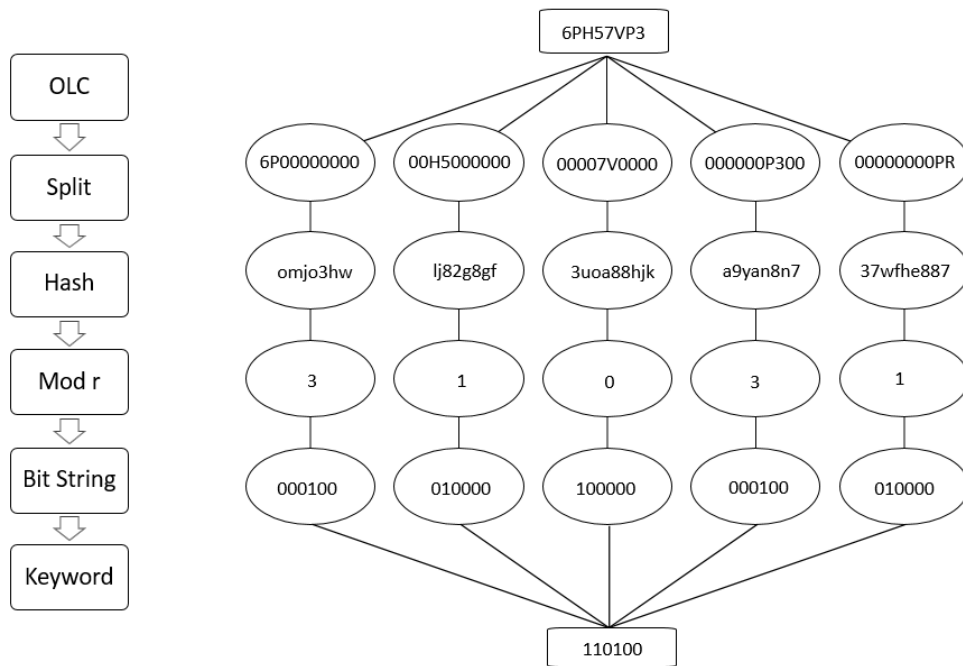 6PH57VP3
OLC
Split
Hash
Mod r
Bit String
Keyword
6P00000000
00H5000000
00007V0000
000000P300
00000000PR
omjo3hw
lj82g8gf
3uoa88hjk
a9yan8n7
37wfhe887
3
1
0
3
1
000100
010000
100000
000100
010000
110100